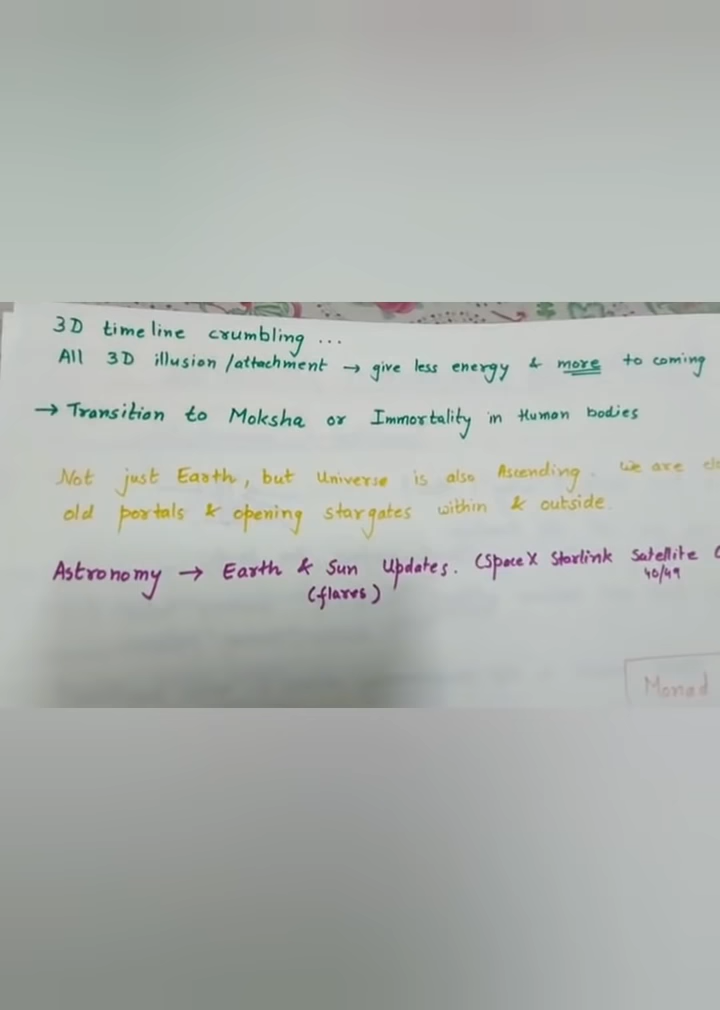 3D timeline crumbling ...
All 3D illusion /attachment → give less energy & more to coming
→ Transition to Moksha or Immortality in Human bodies
Not just Earth, but Universe is also Ascending. We are
old portals & opening stargates within & outside.
Astronomy → Earth & Sun Updates. (SpaceX Starlink Satellite
(flares)
40/49
Monad